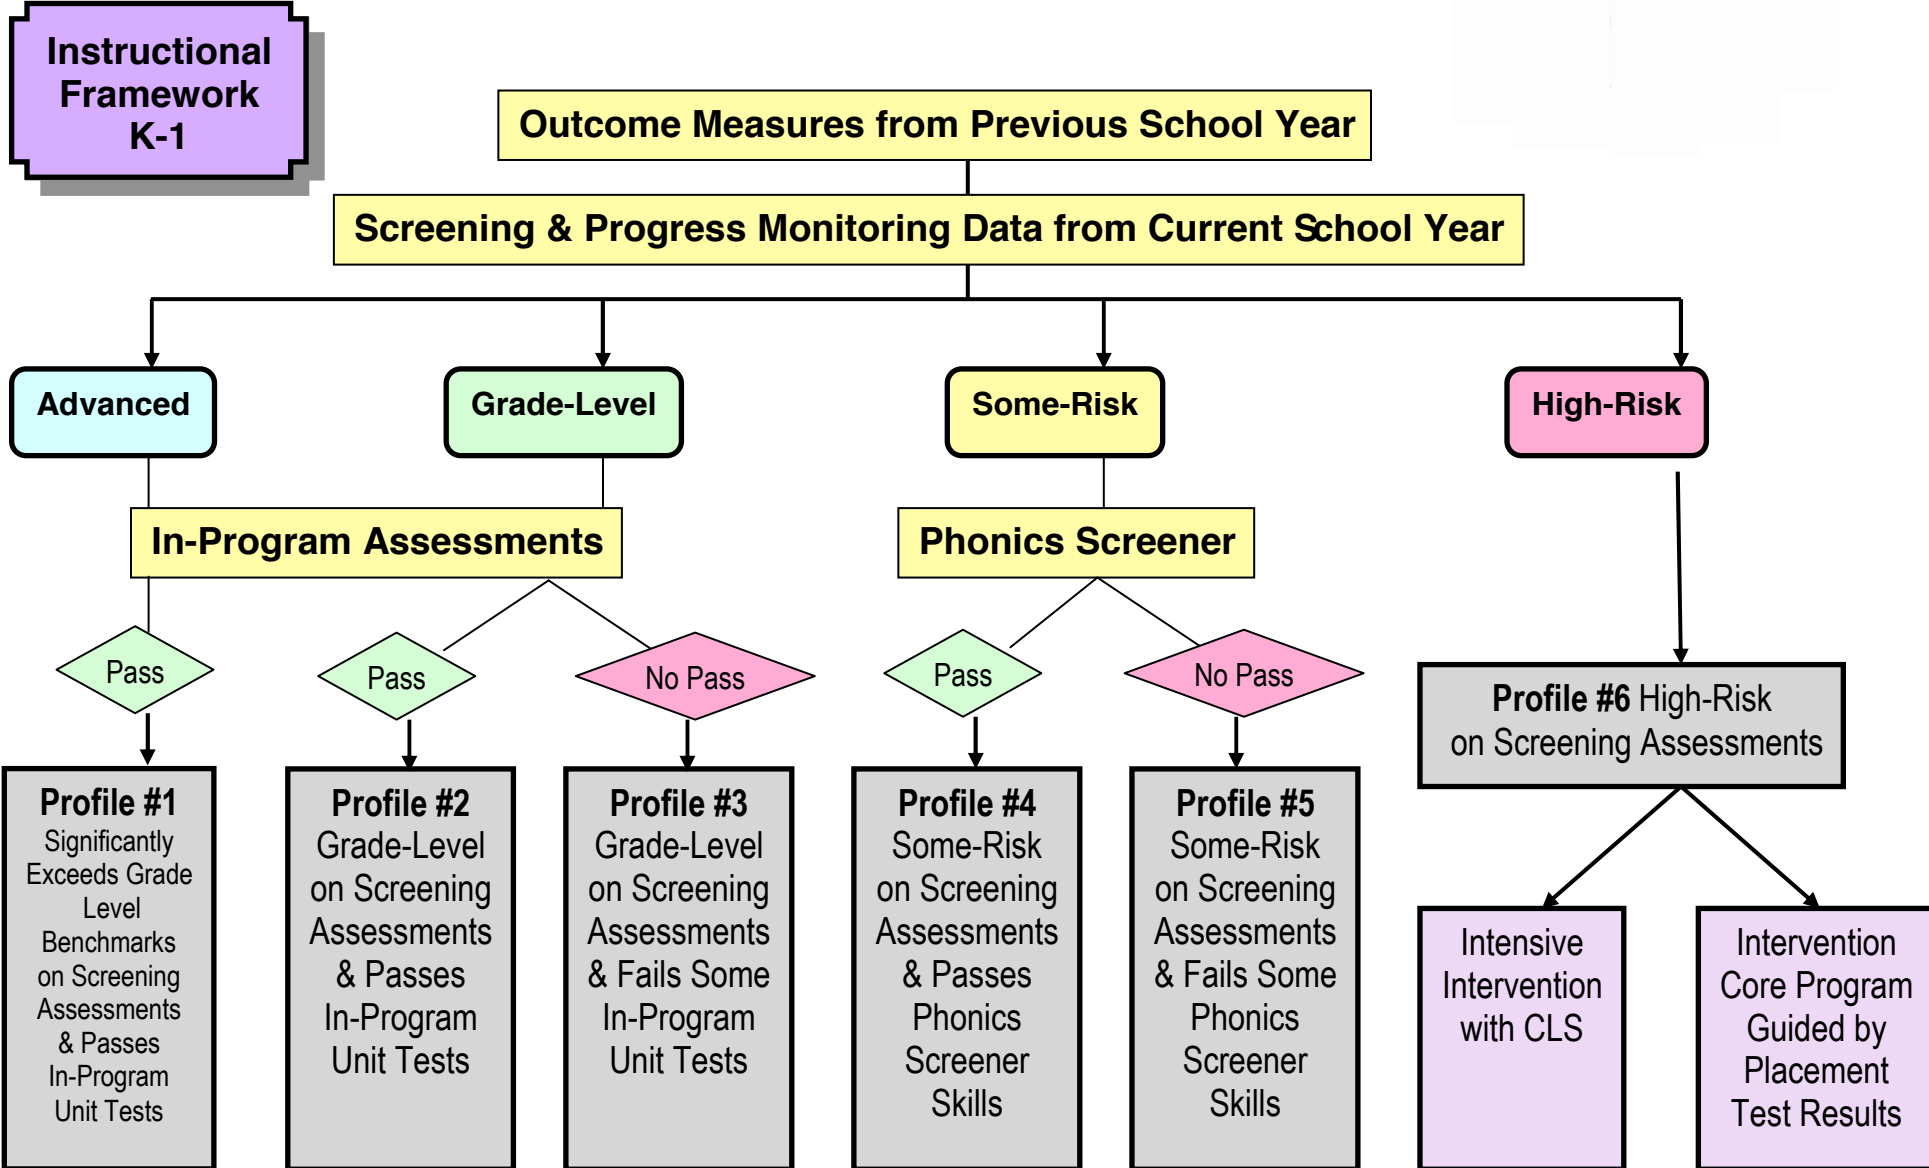 Instructional
Framework
K-1
Outcome Measures from Previous School Year
Screening & Progress Monitoring Data from Current School Year
Advanced
Grade-Level
Some-Risk
High-Risk
In-Program Assessments
Phonics Screener
Pass
Pass
No Pass
Pass
No Pass
Profile #1
Significantly
Exceeds Grade
Level
Benchmarks
on Screening
Assessments
& Passes
In-Program
Unit Tests
Profile #2
Grade-Level
on Screening
Assessments
& Passes
In-Program
Unit Tests
Profile #3
Grade-Level
on Screening
Assessments
& Fails Some
In-Program
Unit Tests
Profile #4
Some-Risk
on Screening
Assessments
& Passes
Phonics
Screener
Skills
Profile #5
Some-Risk
on Screening
Assessments
& Fails Some
Phonics
Screener
Skills
Profile #6 High-Risk
on Screening Assessments
Intensive
Intervention
with CLS
Intervention
Core Program
Guided by
Placement
Test Results